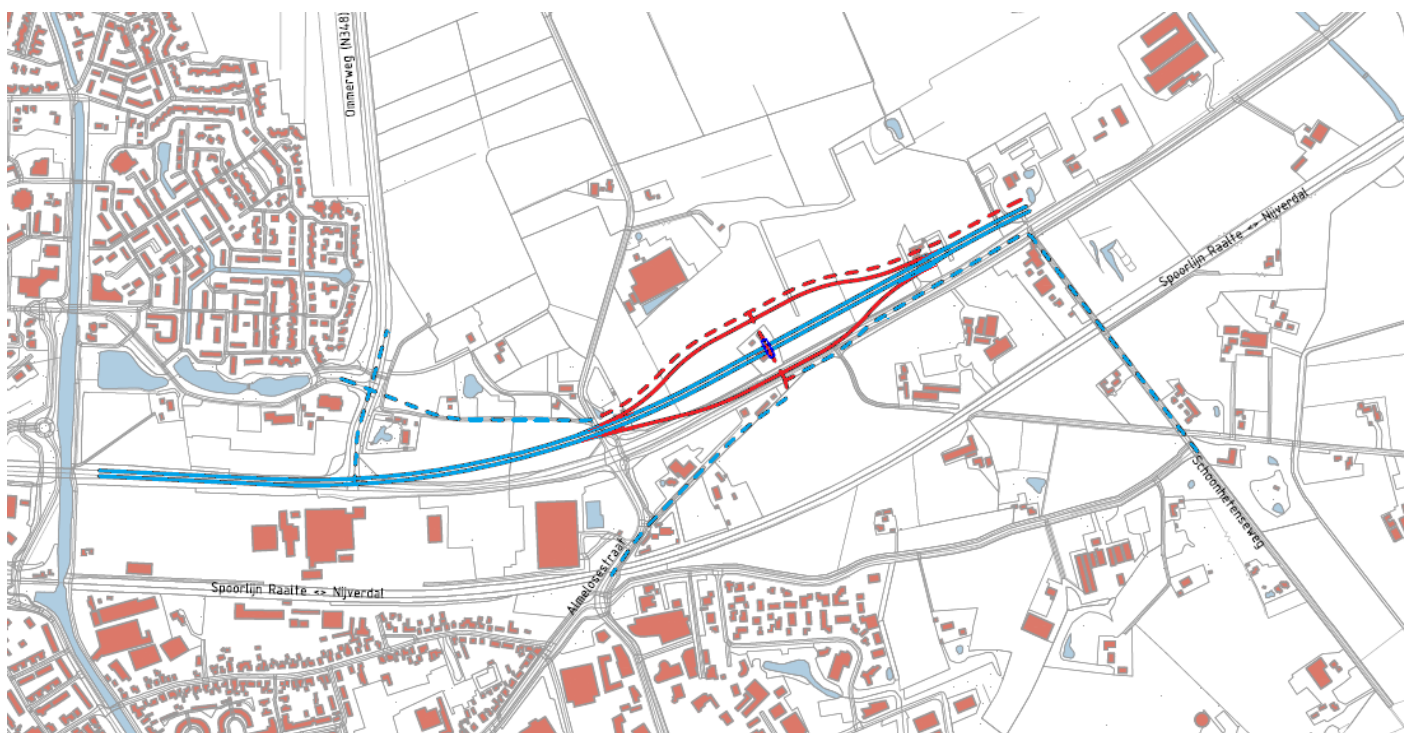 Ommerweg (N348)
Spoorlijn Raalte <> Nijverdal
Schoonhetenseweg
Almelosestraat
Spoorlijn Raalte <> Nijverdal